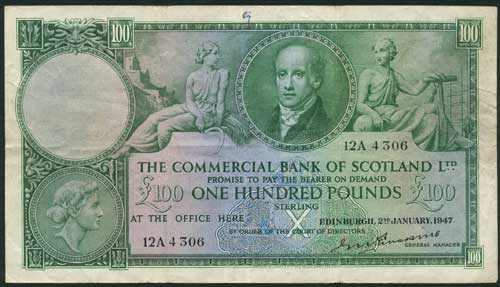 100
100
12A 4306
THE COMMERCIAL BANK OF SCOTLAND LTD.
PROMISE TO PAY THE BEARER ON DEMAND
£100 ONE HUNDRED POUNDS £100
STERLING
AT THE OFFICE HERE
EDINBURGH, 2ND JANUARY, 1947
BY ORDER OF THE COURT OF DIRECTORS
12A 4306
GENERAL MANAGER
100
100